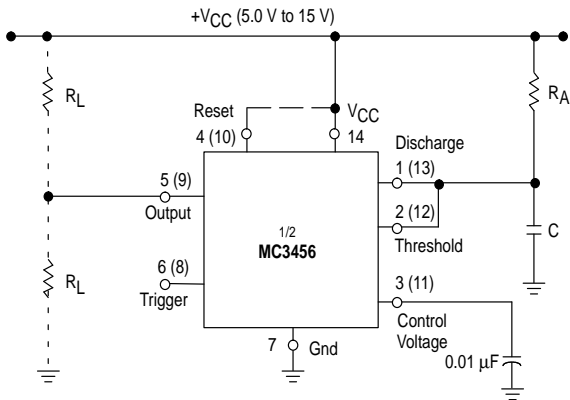 +VCC (5.0 V to 15 V)
RL
RA
Reset
VCC
4 (10)
14
Discharge
1 (13)
5 (9)
Output
1/2
MC3456
2 (12)
Threshold
C
6 (8)
Trigger
RL
3 (11)
Control
Voltage
7
Gnd
0.01 µF